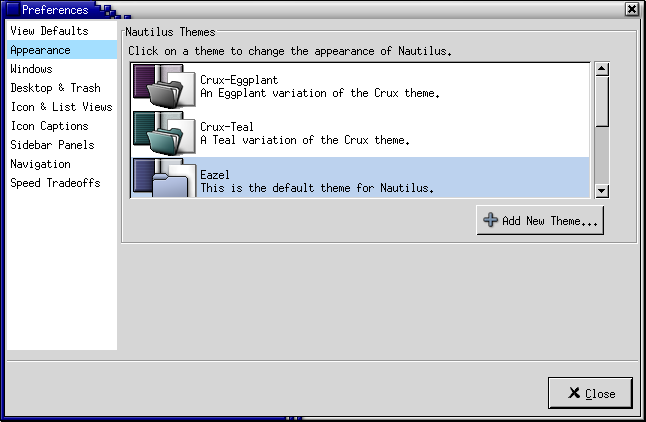 Preferences
View Defaults
Appearance
Windows
Desktop & Trash
Icon & List Views
Icon Captions
Sidebar Panels
Navigation
Speed Tradeoffs
Nautilus Themes
Click on a theme to change the appearance of Nautilus.
Crux-Eggplant
An Eggplant variation of the Crux theme.
Crux-Teal
A Teal variation of the Crux theme.
Eazel
This is the default theme for Nautilus.
Add New Theme...
Close